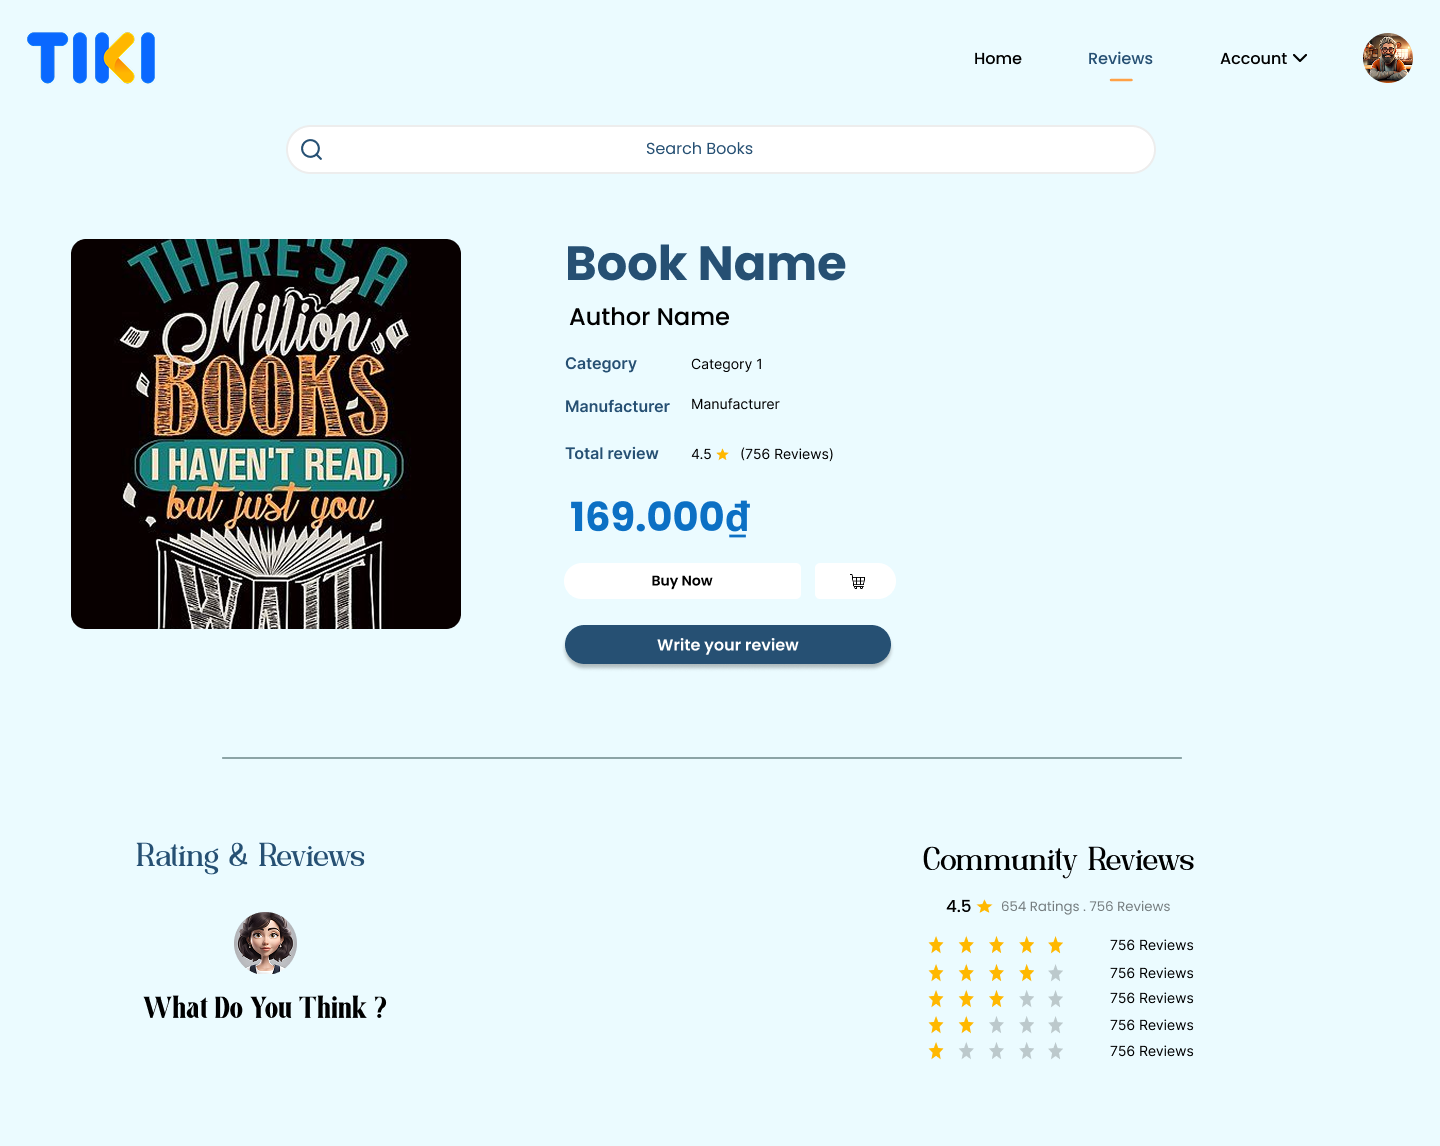 TIKI
Home
Reviews
Account
Search Books
THERE'S A
Million
BOOKS
I HAVEN'T READ,
but just you
WAIT
Book Name
Author Name
Category Category 1
Manufacturer Manufacturer
Total review 4.5 (756 Reviews)
169.000₫
Buy Now
Write your review
Rating & Reviews
What Do You Think ?
Community Reviews
4.5 654 Ratings . 756 Reviews
756 Reviews
756 Reviews
756 Reviews
756 Reviews
756 Reviews